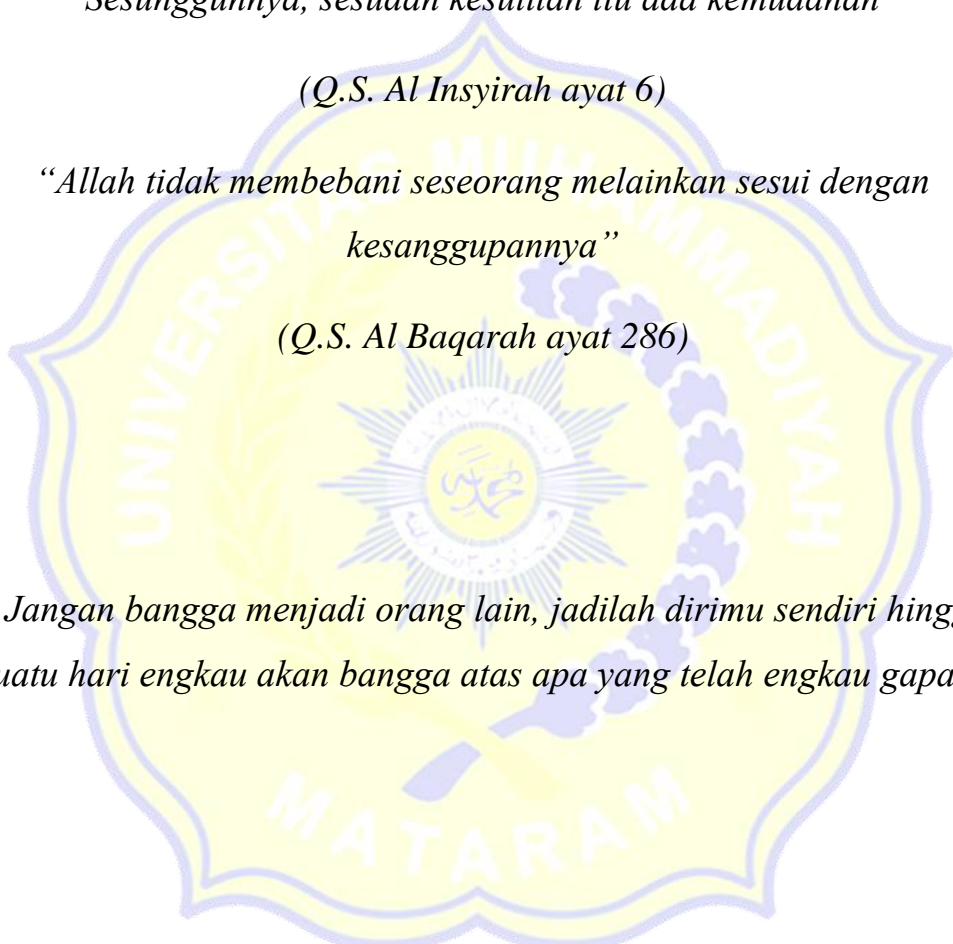 Sesungguhnya, sesudah kesulitan itu ada kemudahan
(Q.S. Al Insyirah ayat 6)
“Allah tidak membebani seseorang melainkan sesui dengan
kesanggupannya”
(Q.S. Al Baqarah ayat 286)
Jangan bangga menjadi orang lain, jadilah dirimu sendiri
hari engkau akan bangga atas apa yang telah engkau
UNIVERSITAS MUHAMMADIYAH
MATARAM